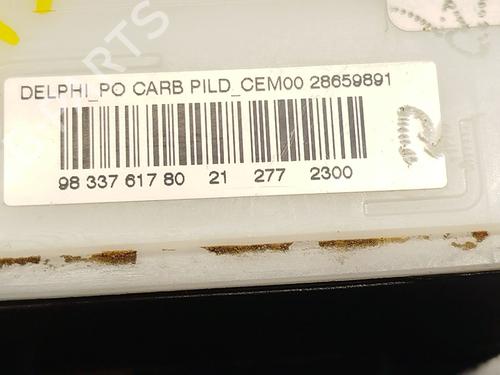 DELPHI_PO CARB PILD_CEM00 28659891
98 337 617 80 21 277 2300